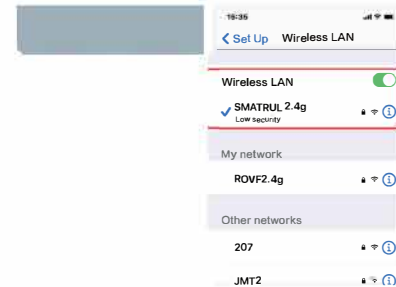 16:35
Set Up Wireless LAN
Wireless LAN
SMATRUL 2.4g
Low security
My network
ROVF2.4g
Other networks
207
JMT2